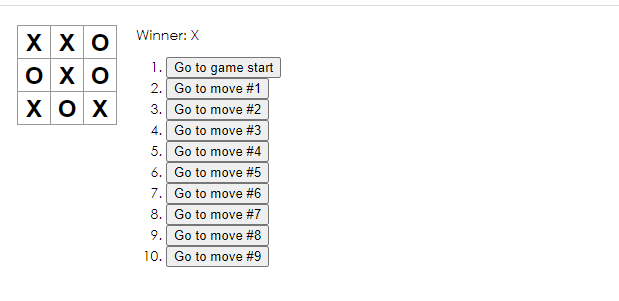 X X O
O X O
X O X
Winner: X
1. Go to game start
2. Go to move #1
3. Go to move #2
4. Go to move #3
5. Go to move #4
6. Go to move #5
7. Go to move #6
8. Go to move #7
9. Go to move #8
10. Go to move #9